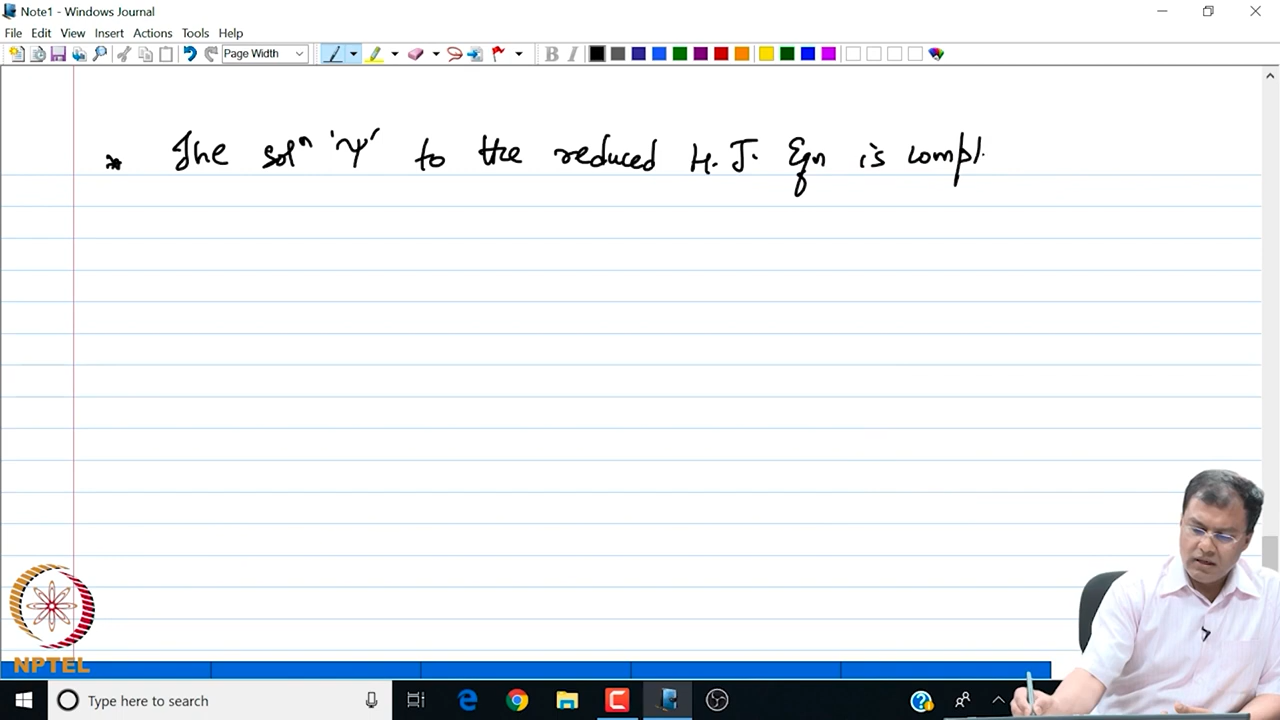 Note1 - Windows Journal
File Edit View Insert Actions Tools Help
Page Width
B I
* The solⁿ 'Ψ' to the reduced H. J. Eqn is compl
NPTEL
Type here to search